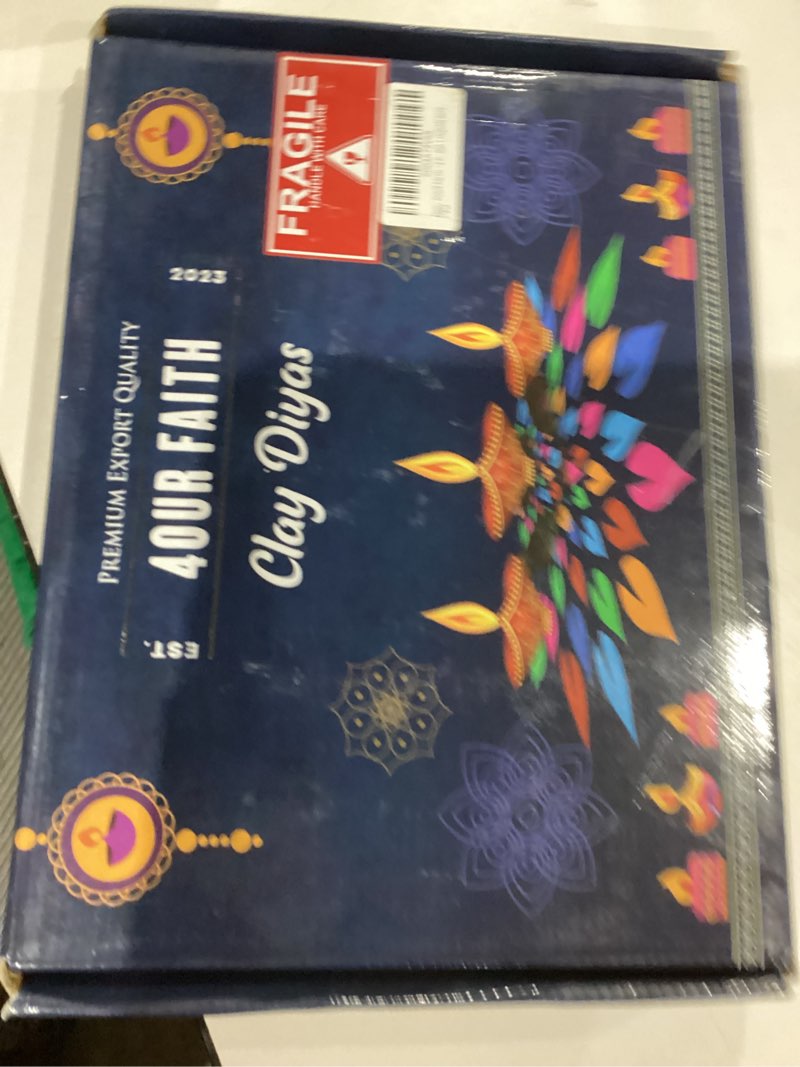 PREMIUM EXPORT QUALITY
EST.
2023
4OUR FAITH
Clay Diyas
FRAGILE
HANDLE WITH CARE